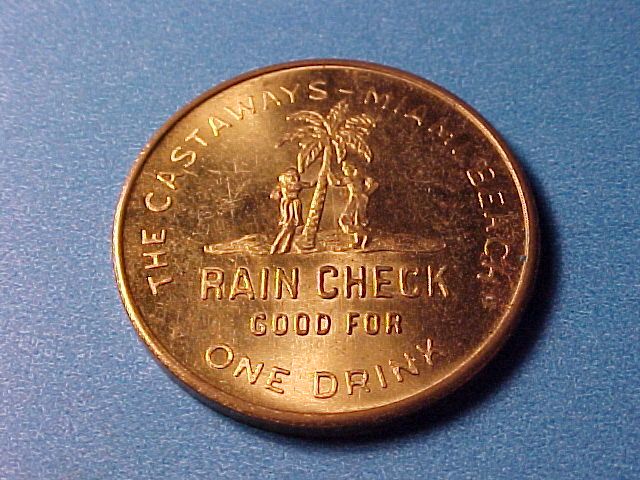 THE CASTAWAYS - MIAMI BEACH
RAIN CHECK
GOOD FOR
ONE DRINK